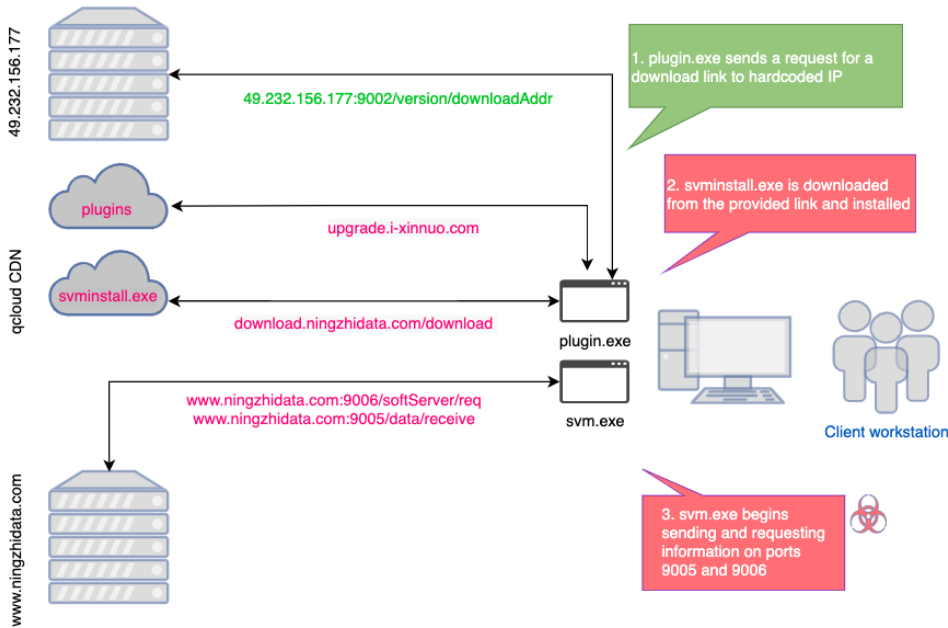 49.232.156.177
1. plugin.exe sends a request for a
download link to hardcoded IP
49.232.156.177:9002/version/downloadAddr
2. svminstall.exe is downloaded
from the provided link and installed
plugins
upgrade.i-xinnuo.com
qcloud CDN
svminstall.exe
download.ningzhidata.com/download
plugin.exe
www.ningzhidata.com:9006/softServer/req
www.ningzhidata.com:9005/data/receive
svm.exe
Client workstation
www.ningzhidata.com
3. svm.exe begins
sending and requesting
information on ports
9005 and 9006